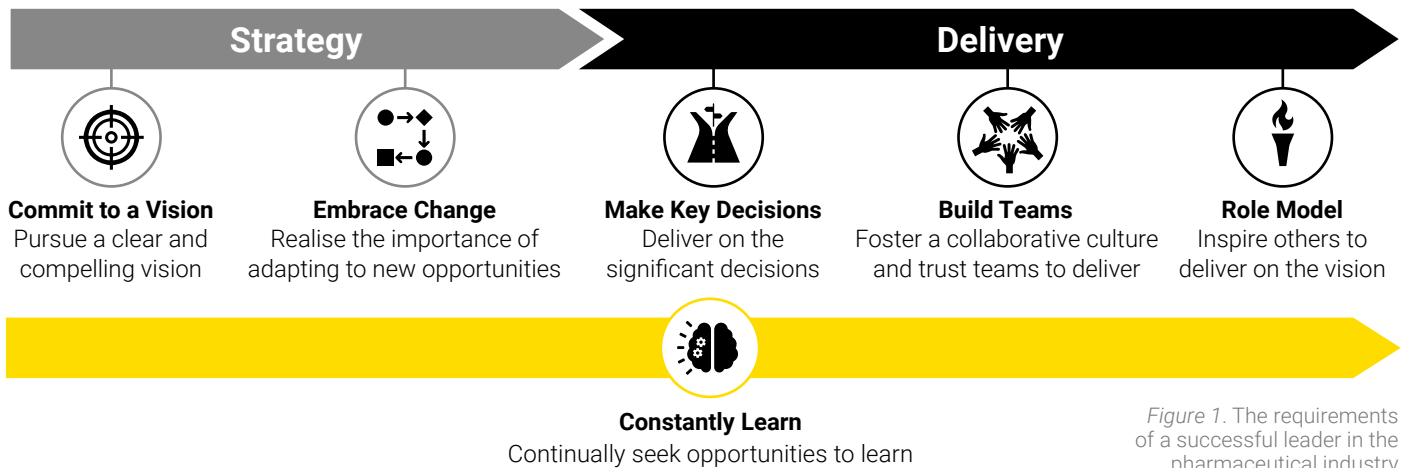 Strategy
Delivery
Commit to a Vision
Pursue a clear and
compelling vision
Embrace Change
Realise the importance of
adapting to new opportunities
Make Key Decisions
Deliver on the
significant decisions
Build Teams
Foster a collaborative culture
and trust teams to deliver
Role Model
Inspire others to
deliver on the vision
Constantly Learn
Continually seek opportunities to learn
Figure 1. The requirements
of a successful leader in the
pharmaceutical industry